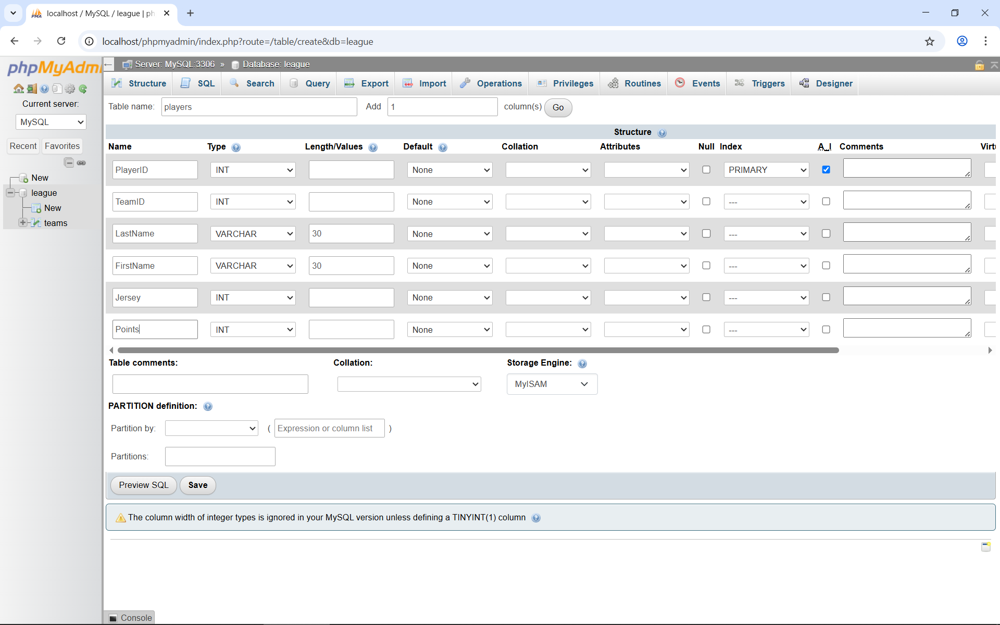 localhost / MySQL / league | ph
localhost/phpmyadmin/index.php?route=/table/create&db=league
phpMyAdmi
Server: MySQL:3306 » Database: league
Structure SQL Search Query Export Import Operations Privileges Routines Events Triggers Designer
Current server:
MySQL
Recent Favorites
New
league
New
teams
Table name: players Add 1 column(s) Go
Structure
Name Type Length/Values Default Collation Attributes Null Index A_I Comments Virtu
PlayerID INT None PRIMARY
TeamID INT None ---
LastName VARCHAR 30 None ---
FirstName VARCHAR 30 None ---
Jersey INT None ---
Points INT None ---
Table comments: Collation: Storage Engine:
MyISAM
PARTITION definition:
Partition by: ( Expression or column list )
Partitions:
Preview SQL Save
The column width of integer types is ignored in your MySQL version unless defining a TINYINT(1) column
Console